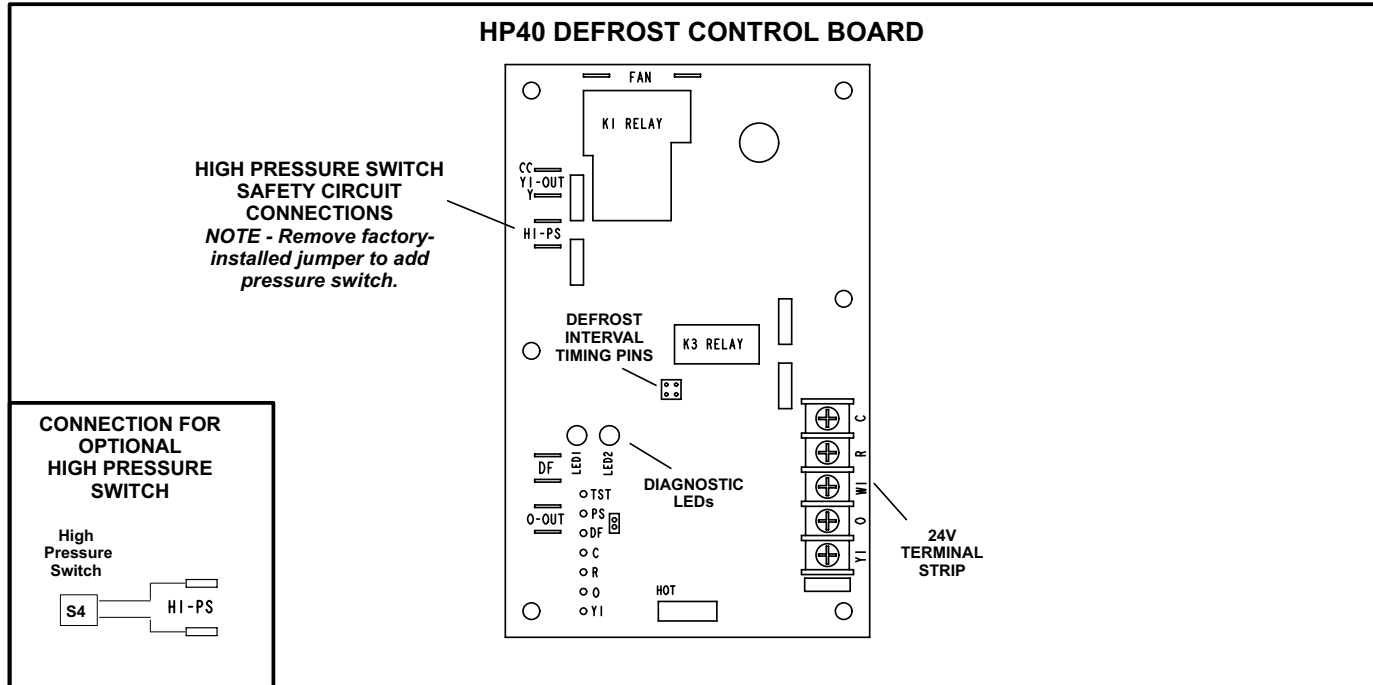 HP40 DEFROST CONTROL BOARD
FAN
K1 RELAY
HIGH PRESSURE SWITCH
SAFETY CIRCUIT
CONNECTIONS
NOTE - Remove factory-
installed jumper to add
pressure switch.
CC
Y1-OUT
Y
HI-PS
DEFROST
INTERVAL
TIMING PINS
K3 RELAY
C
R
W1
O
Y1
24V
TERMINAL
STRIP
LED1
LED2
DIAGNOSTIC
LEDs
DF
O-OUT
TST
PS
DF
C
R
O
Y1
HOT
CONNECTION FOR
OPTIONAL
HIGH PRESSURE
SWITCH
High
Pressure
Switch
S4
HI-PS